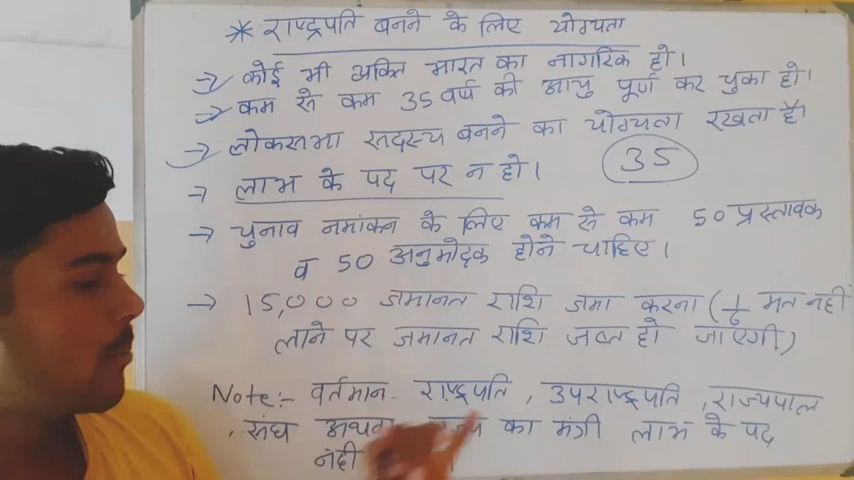 * राष्ट्रपति बनने के लिए योग्यता
→ कोई भी व्यक्ति भारत का नागरिक हो।
→ कम से कम 35 वर्ष की आयु पूर्ण कर चुका हो।
→ लोकसभा सदस्य बनने का योग्यता रखता है।
→ लाभ के पद पर न हो।
35
→ चुनाव नमांकन के लिए कम से कम 50 प्रस्तावक
व 50 अनुमोदक होने चाहिए।
→ 15,000 जमानत राशि जमा करना (1/6 मत नहीं
लाने पर जमानत राशि जब्त हो जाएगी)
Note:- वर्तमान राष्ट्रपति, उपराष्ट्रपति, राज्यपाल
, संघ अथवा का मंत्री लाभ के पद
नहीं